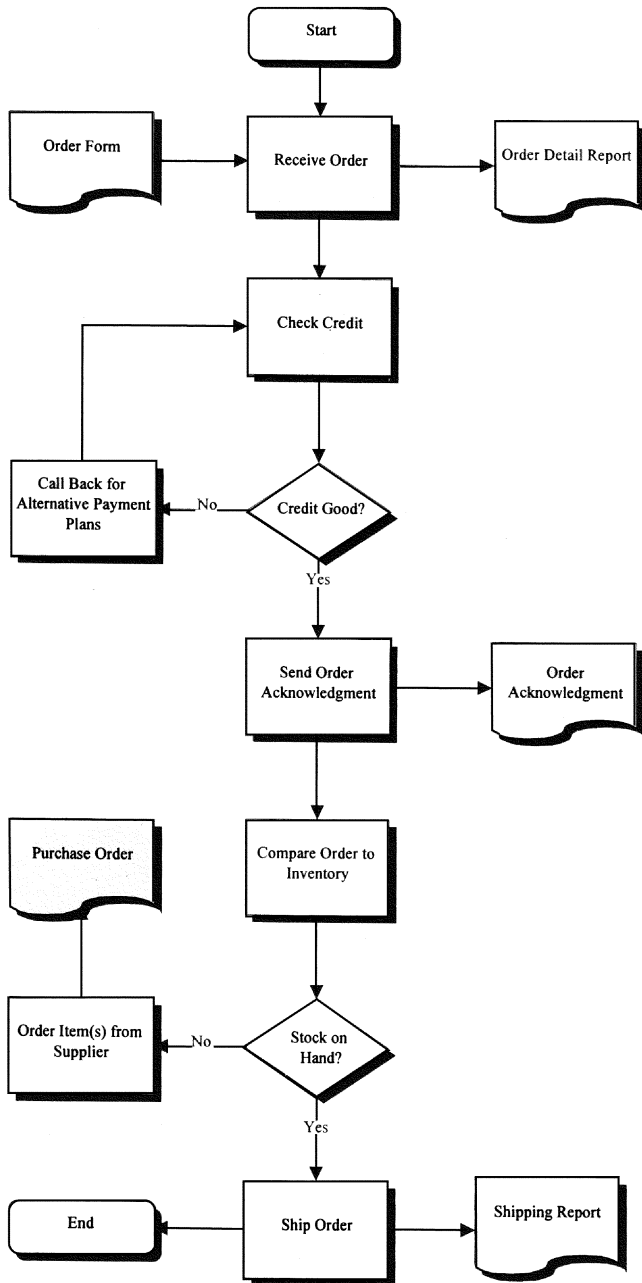 Start
Order Form
Receive Order
Order Detail Report
Check Credit
Call Back for
Alternative Payment
Plans
No
Credit Good?
Yes
Send Order
Acknowledgment
Order
Acknowledgment
Purchase Order
Compare Order to
Inventory
Order Item(s) from
Supplier
No
Stock on
Hand?
Yes
End
Ship Order
Shipping Report